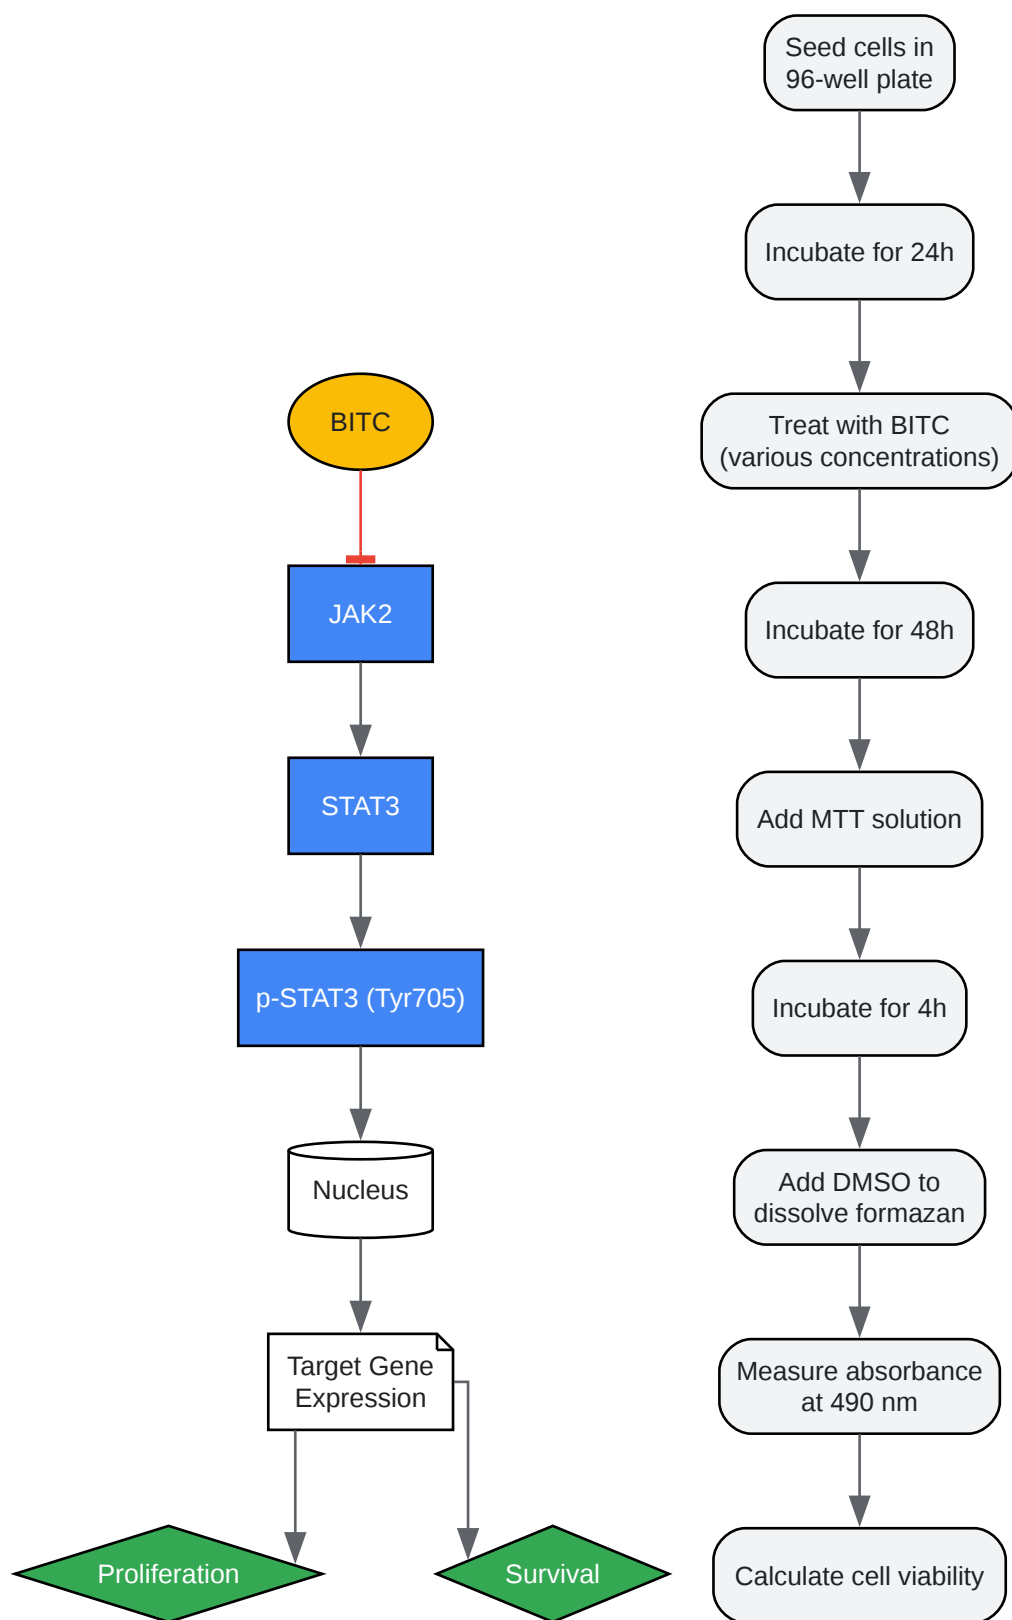 BITC
JAK2
STAT3
p-STAT3 (Tyr705)
Nucleus
Target Gene
Expression
Proliferation
Survival
Seed cells in
96-well plate
Incubate for 24h
Treat with BITC
(various concentrations)
Incubate for 48h
Add MTT solution
Incubate for 4h
Add DMSO to
dissolve formazan
Measure absorbance
at 490 nm
Calculate cell viability